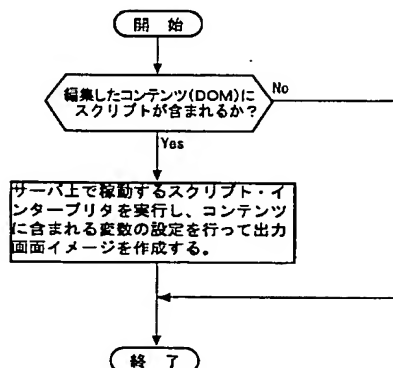 開 始
編集したコンテンツ(DOM)に
スクリプトが含まれるか?
No
Yes
サーバ上で稼動するスクリプト・イ
ンタープリタを実行し、コンテンツ
に含まれる変数の設定を行って出力
画面イメージを作成する。
終 了